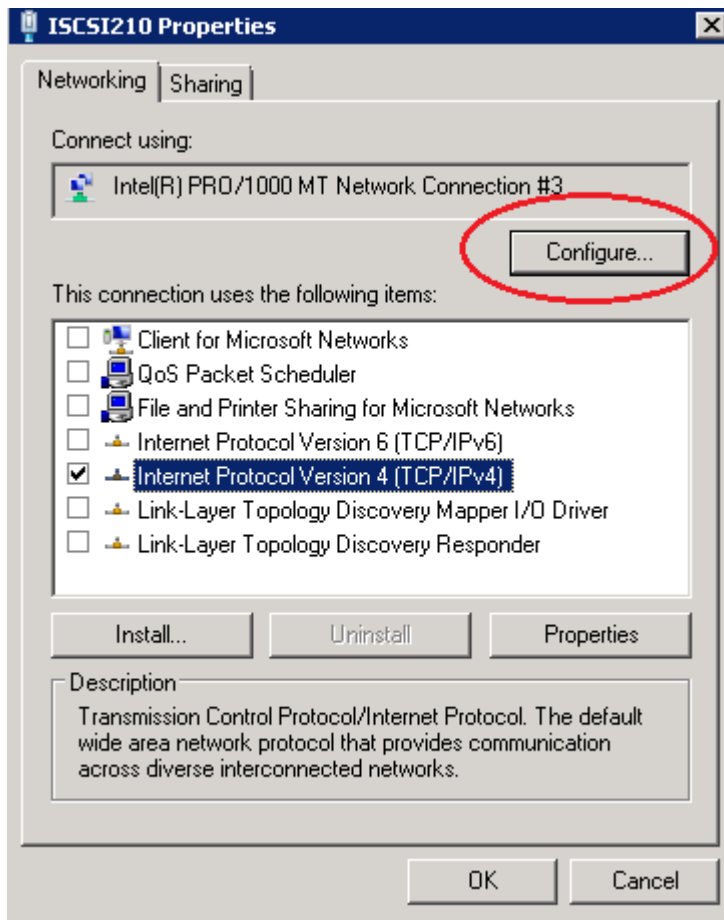 ISCSI210 Properties
Networking
Sharing
Connect using:
Intel(R) PRO/1000 MT Network Connection #3
Configure...
This connection uses the following items:
Client for Microsoft Networks
QoS Packet Scheduler
File and Printer Sharing for Microsoft Networks
Internet Protocol Version 6 (TCP/IPv6)
Internet Protocol Version 4 (TCP/IPv4)
Link-Layer Topology Discovery Mapper I/O Driver
Link-Layer Topology Discovery Responder
Install...
Uninstall
Properties
Description
Transmission Control Protocol/Internet Protocol. The default
wide area network protocol that provides communication
across diverse interconnected networks.
OK
Cancel